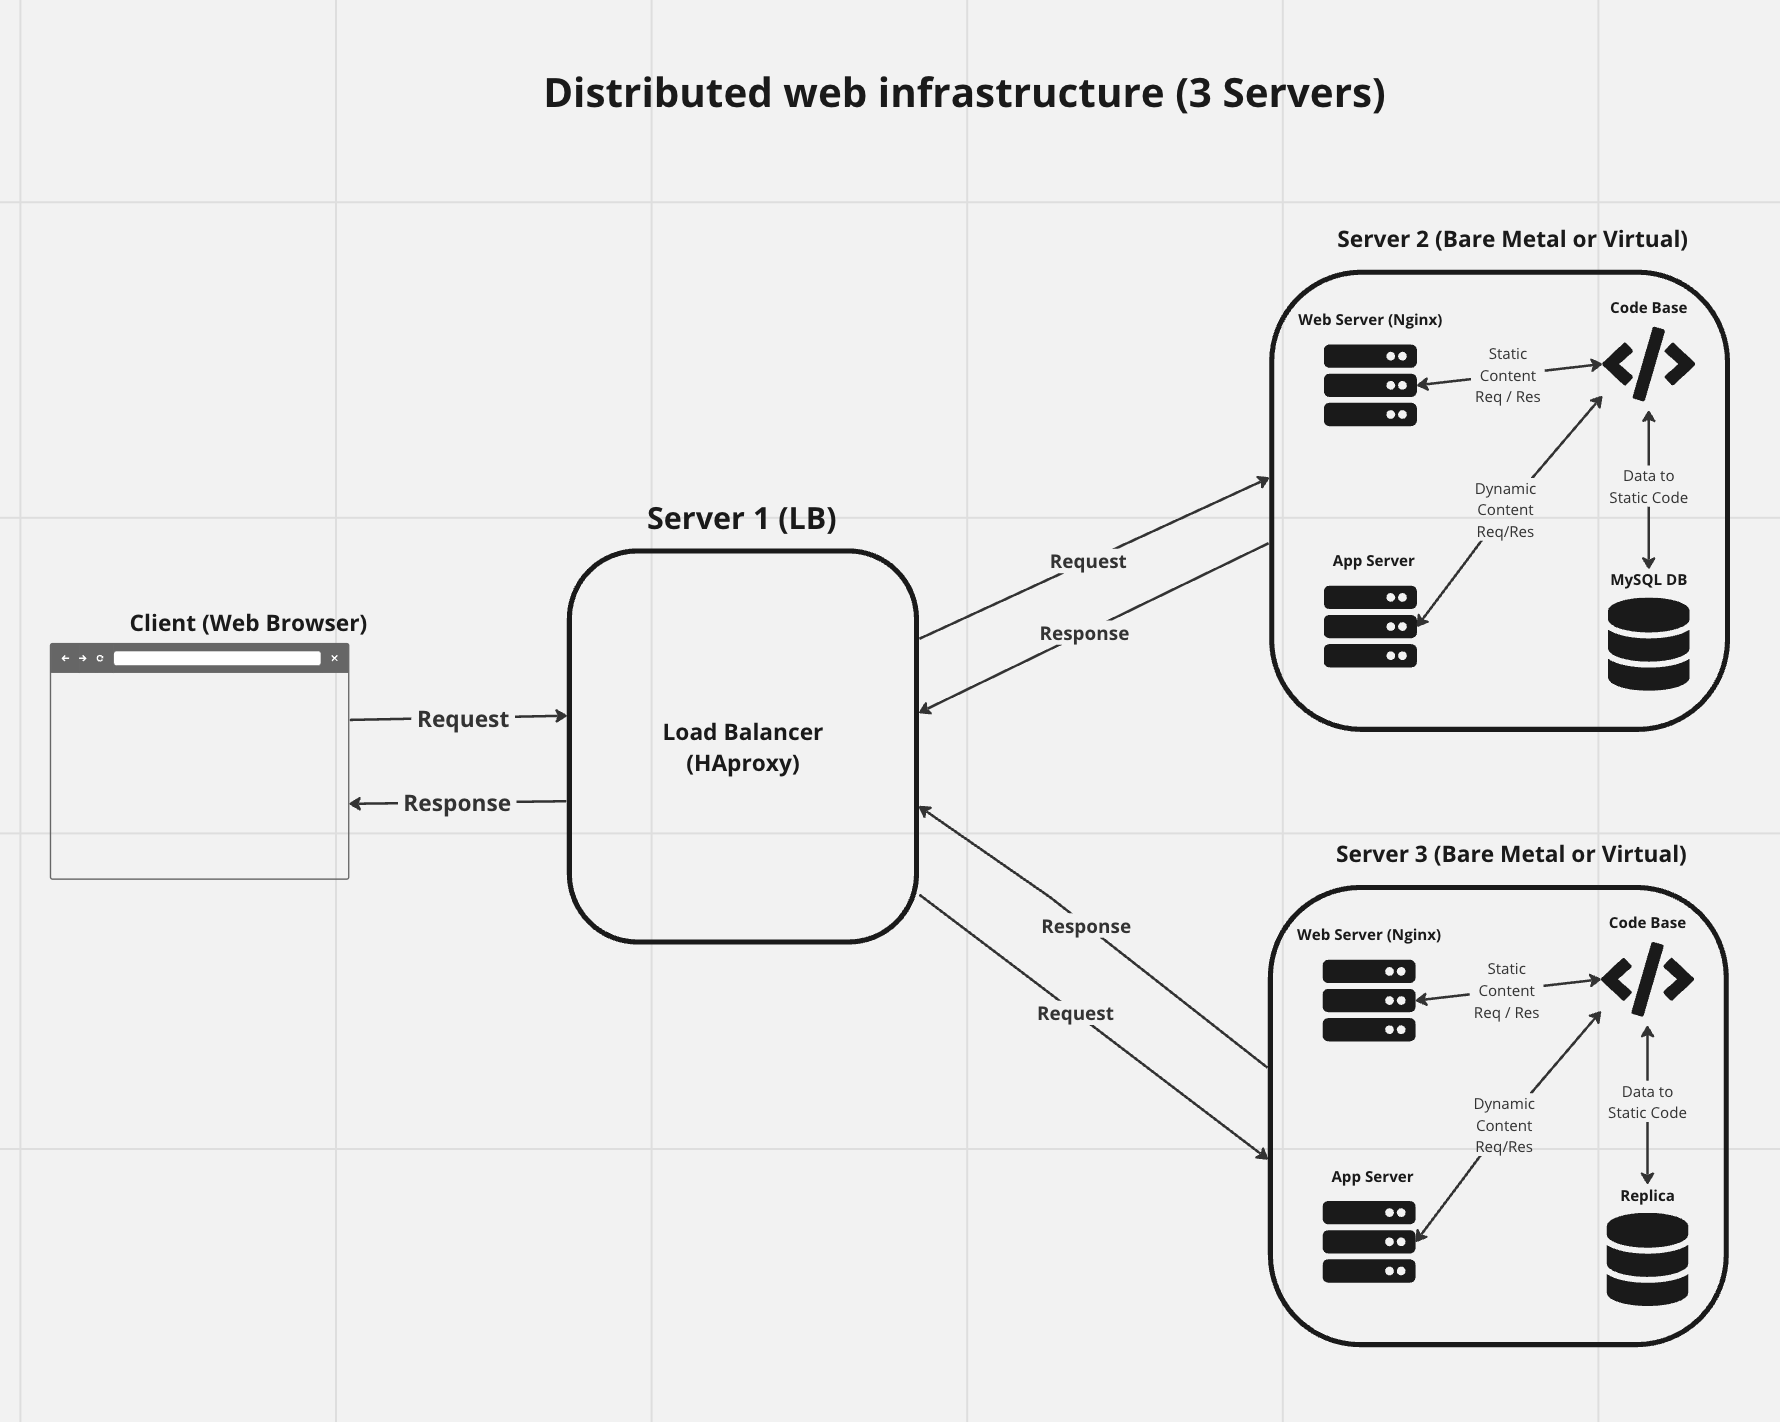 Distributed web infrastructure (3 Servers)
Client (Web Browser)
Request
Response
Server 1 (LB)
Load Balancer
(HAproxy)
Request
Response
Response
Request
Server 2 (Bare Metal or Virtual)
Web Server (Nginx)
Code Base
Static
Content
Req / Res
Dynamic
Content
Req/Res
Data to
Static Code
App Server
MySQL DB
Server 3 (Bare Metal or Virtual)
Web Server (Nginx)
Code Base
Static
Content
Req / Res
Dynamic
Content
Req/Res
Data to
Static Code
App Server
Replica